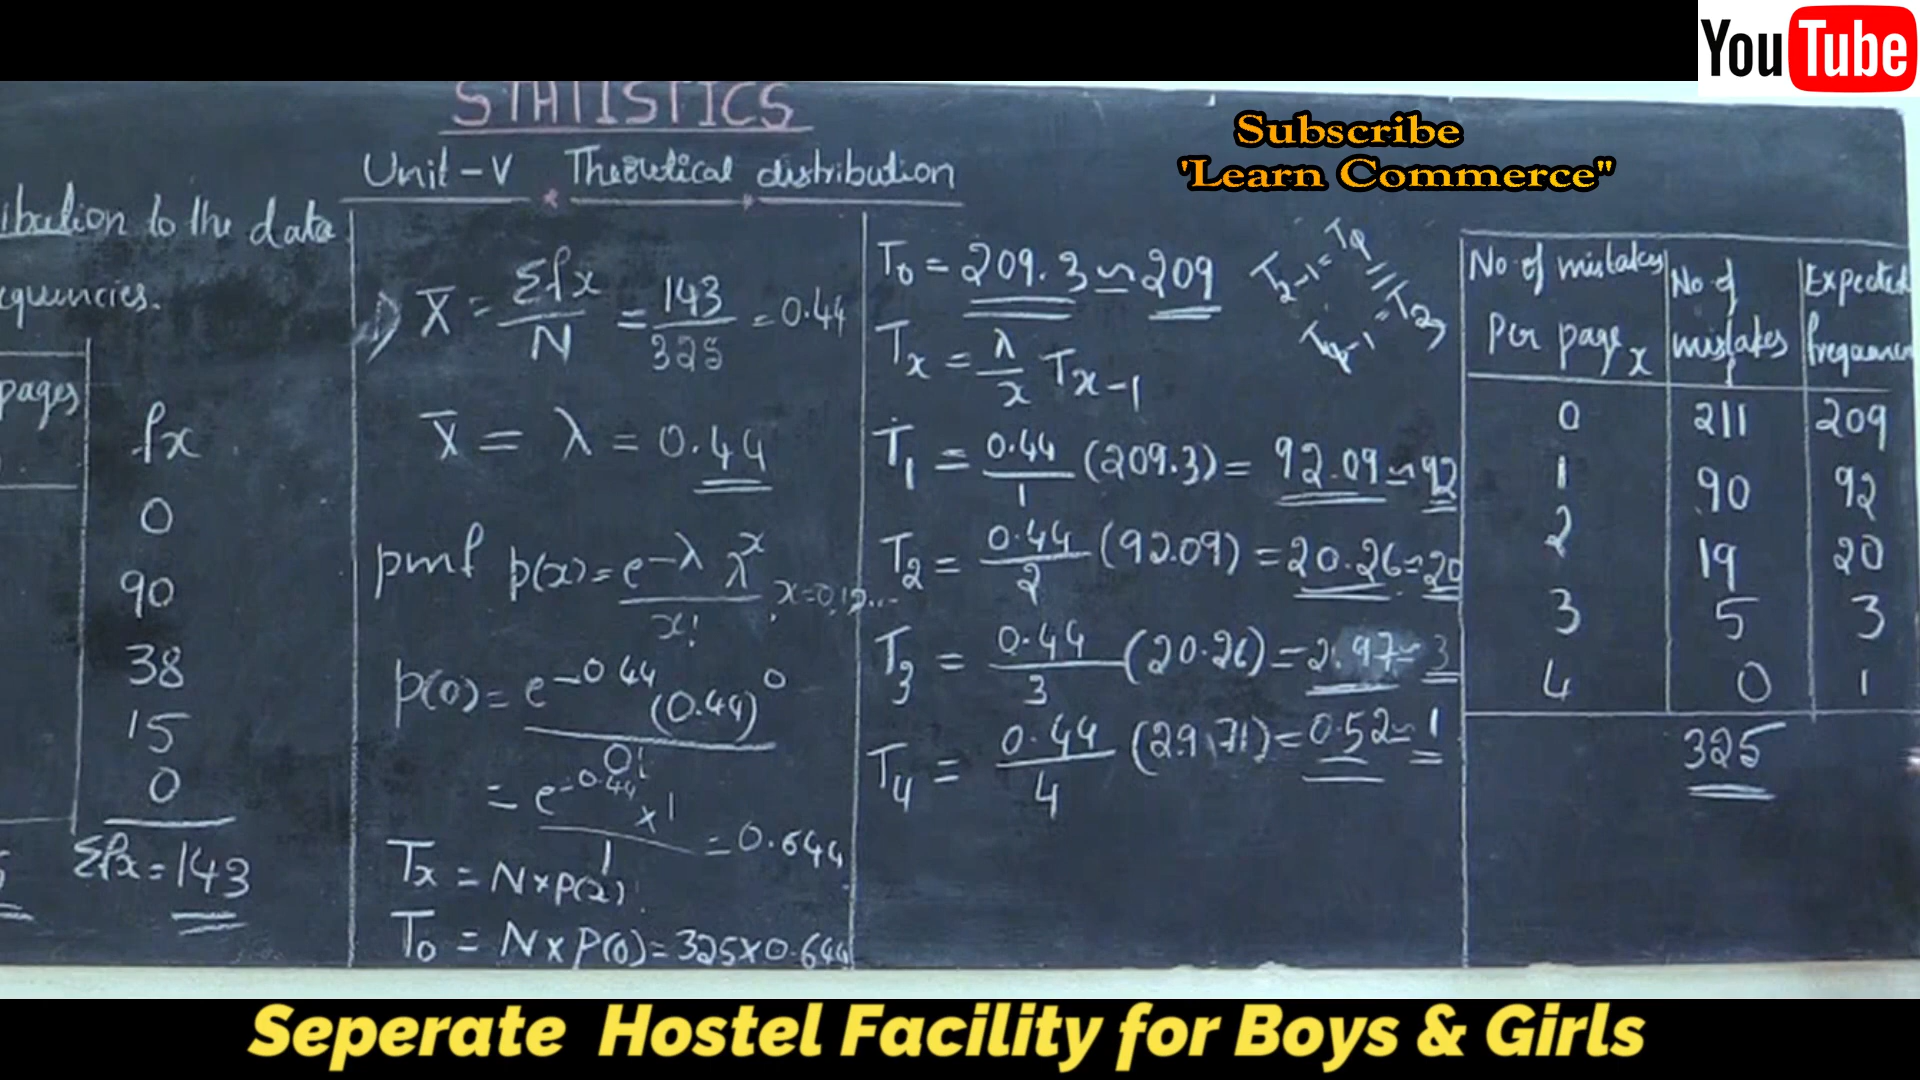 YouTube
STATISTICS
Subscribe
'Learn Commerce"
Unit - V Theoretical distribution
ibution to the data
equencies.
pages
fx
0
90
38
15
0
Σfx = 143
X̄ = Σfx / N = 143 / 325 = 0.44
X̄ = λ = 0.44
pmf p(x) = e^-λ λ^x / x! , x=0,1,2...
p(0) = e^-0.44 (0.44)^0 / 0!
= e^-0.44 x 1 / 1 = 0.644
Tx = N x P(x)
T0 = N x P(0) = 325 x 0.644
T0 = 209.3 ≃ 209
Tx = λ / x Tx-1
T1 = 0.44 / 1 (209.3) = 92.09 ≃ 92
T2 = 0.44 / 2 (92.09) = 20.26 ≃ 20
T3 = 0.44 / 3 (20.26) = 2.97 ≃ 3
T4 = 0.44 / 4 (2.971) = 0.52 ≃ 1
No. of mistakes No. of Expected
Per page x mistakes frequencies
0 211 209
1 90 92
2 19 20
3 5 3
4 0 1
325
Seperate Hostel Facility for Boys & Girls